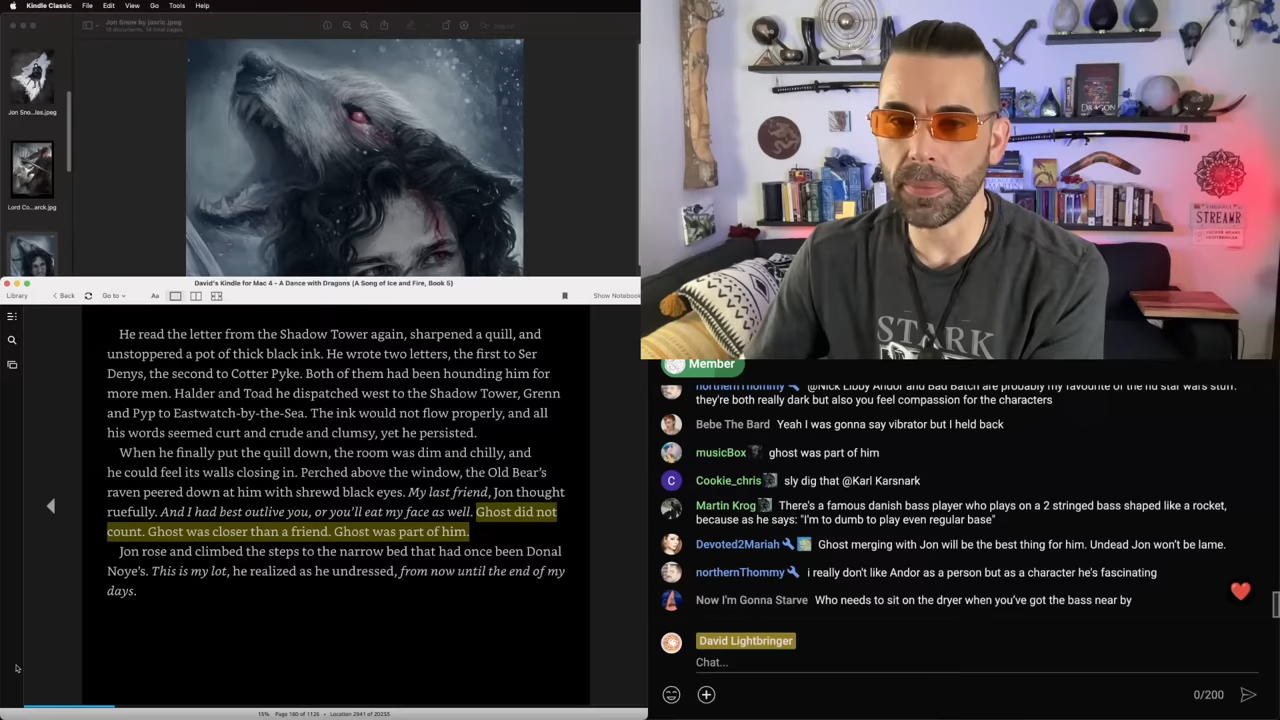 Kindle Classic File Edit View Go Tools Help
Jon Snow by jasric.jpeg
Jon Sno...les.jpeg
Lord Co...arck.jpg
David's Kindle for Mac 4 - A Dance with Dragons (A Song of Ice and Fire, Book 5)
Library < Back Go to Aa Show Notebook
He read the letter from the Shadow Tower again, sharpened a quill, and
unstoppered a pot of thick black ink. He wrote two letters, the first to Ser
Denys, the second to Cotter Pyke. Both of them had been hounding him for
more men. Halder and Toad he dispatched west to the Shadow Tower, Grenn
and Pyp to Eastwatch-by-the-Sea. The ink would not flow properly, and all
his words seemed curt and crude and clumsy, yet he persisted.
When he finally put the quill down, the room was dim and chilly, and
he could feel its walls closing in. Perched above the window, the Old Bear's
raven peered down at him with shrewd black eyes. My last friend, Jon thought
ruefully. And I had best outlive you, or you'll eat my face as well. Ghost did not
count. Ghost was closer than a friend. Ghost was part of him.
Jon rose and climbed the steps to the narrow bed that had once been Donal
Noye's. This is my lot, he realized as he undressed, from now until the end of my
days.
15% Page 160 of 1126 • Location 2941 of 20255
DRAGON
STREAMR
STARK
Member
northernThommy @Nick Libby Andor and Bad Batch are probably my favourite of the nu star wars stuff.
they're both really dark but also you feel compassion for the characters
Bebe The Bard Yeah I was gonna say vibrator but I held back
musicBox ghost was part of him
C Cookie_chris sly dig that @Karl Karsnark
Martin Krog There's a famous danish bass player who plays on a 2 stringed bass shaped like a rocket,
because as he says: "I'm to dumb to play even regular base"
Devoted2Mariah Ghost merging with Jon will be the best thing for him. Undead Jon won't be lame.
northernThommy i really don't like Andor as a person but as a character he's fascinating
Now I'm Gonna Starve Who needs to sit on the dryer when you've got the bass near by
David Lightbringer
Chat...
0/200